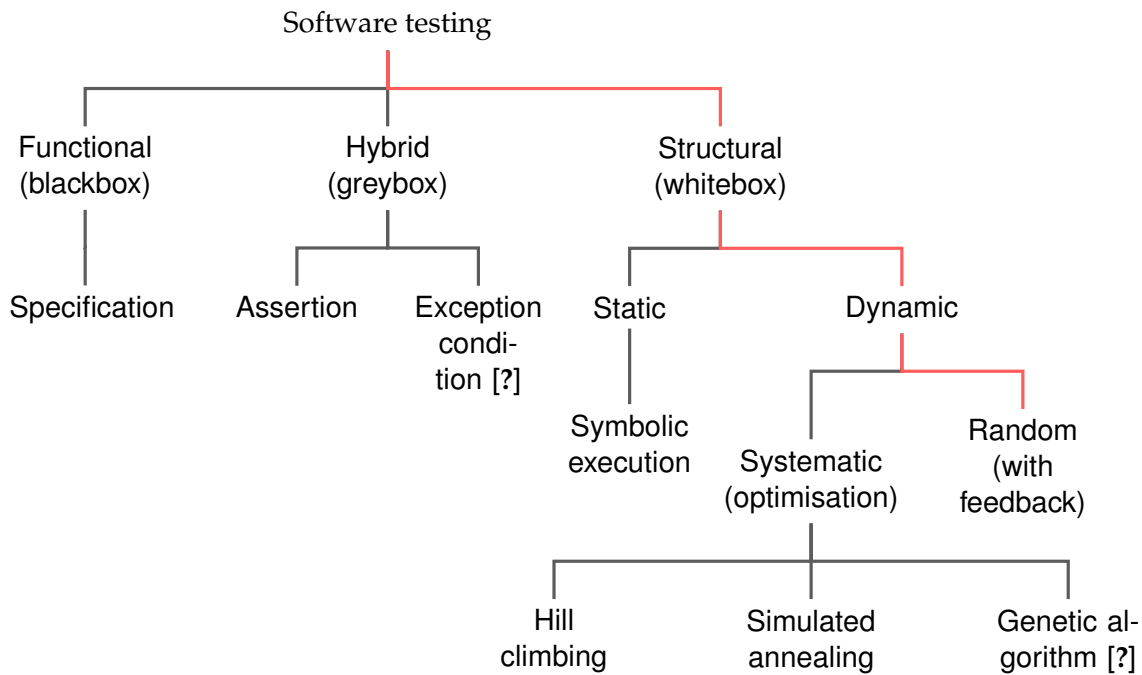 Software testing
Functional
(blackbox)
Hybrid
(greybox)
Structural
(whitebox)
Specification
Assertion
Exception
condi-
tion [?]
Static
Dynamic
Symbolic
execution
Systematic
(optimisation)
Random
(with
feedback)
Hill
climbing
Simulated
annealing
Genetic al-
gorithm [?]